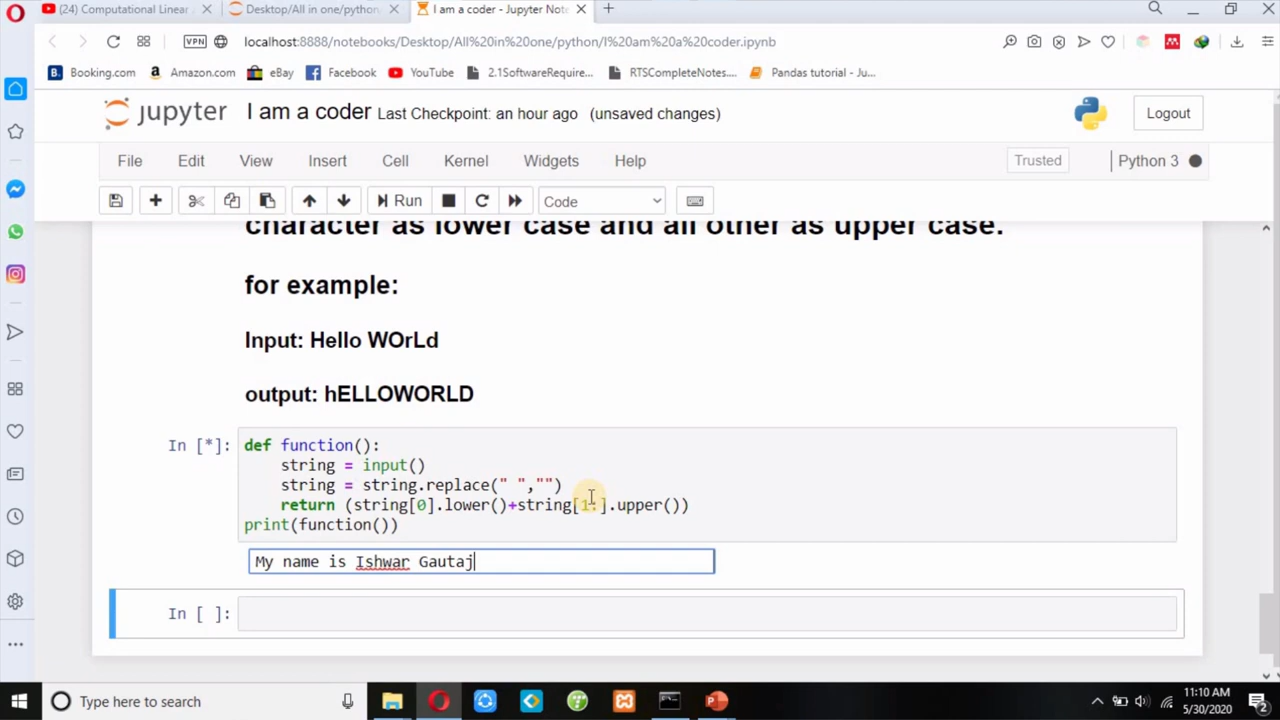 (24) Computational Linear
Desktop/All in one/python,
I am a coder - Jupyter Note
VPN
localhost:8888/notebooks/Desktop/All%20in%20one/python/I%20am%20a%20coder.ipynb
Booking.com
Amazon.com
eBay
Facebook
YouTube
2.1SoftwareRequire...
RTSCompleteNotes....
Pandas tutorial - Ju...
jupyter
I am a coder Last Checkpoint: an hour ago (unsaved changes)
Logout
File Edit View Insert Cell Kernel Widgets Help
Trusted
Python 3
Run
Code
character as lower case and all other as upper case.
for example:
Input: Hello WOrLd
output: hELLOWORLD
In [*]:
def function():
string = input()
string = string.replace(" ","")
return (string[0].lower()+string[1:].upper())
print(function())
My name is Ishwar Gautaj
In [ ]:
Type here to search
11:10 AM
5/30/2020
2